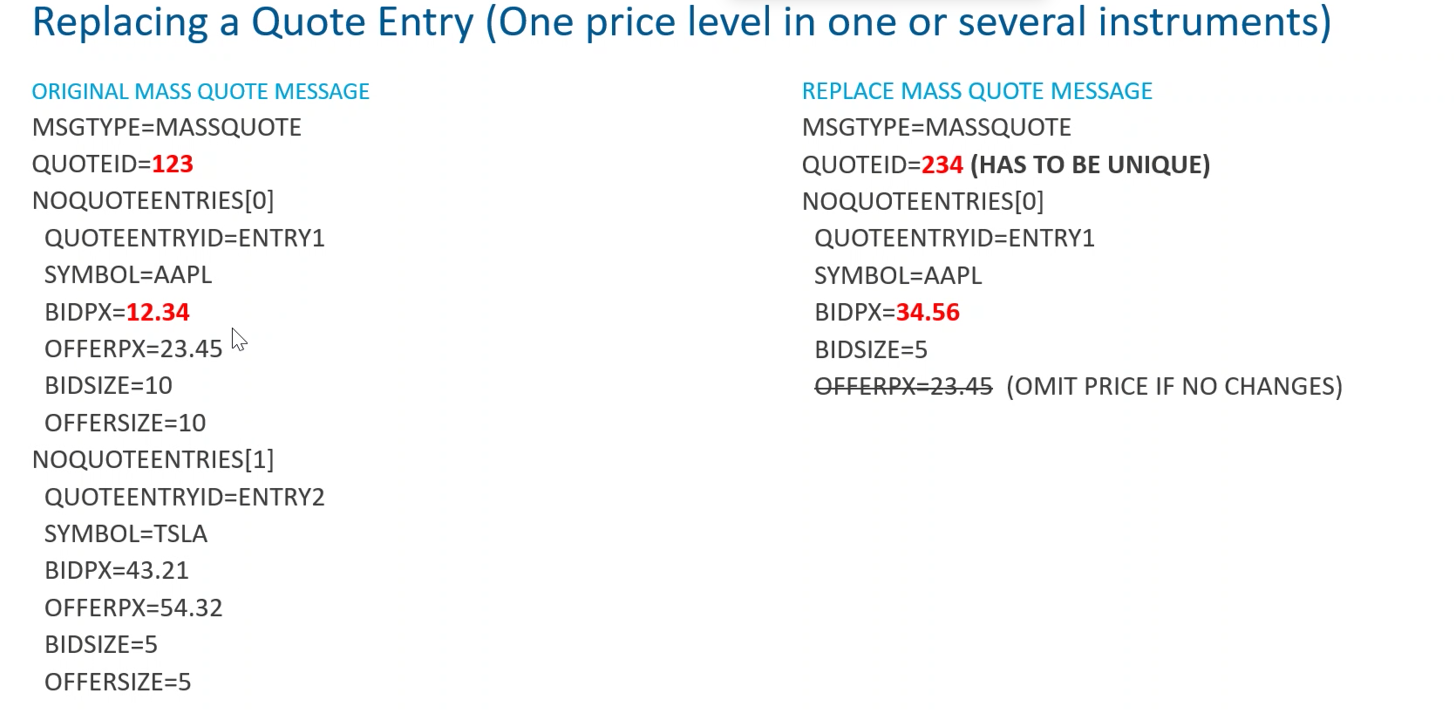 Replacing a Quote Entry (One price level in one or several instruments)
ORIGINAL MASS QUOTE MESSAGE
MSGTYPE=MASSQUOTE
QUOTEID=123
NOQUOTEENTRIES[0]
QUOTEENTRYID=ENTRY1
SYMBOL=AAPL
BIDPX=12.34
OFFERPX=23.45
BIDSIZE=10
OFFERSIZE=10
NOQUOTEENTRIES[1]
QUOTEENTRYID=ENTRY2
SYMBOL=TSLA
BIDPX=43.21
OFFERPX=54.32
BIDSIZE=5
OFFERSIZE=5
REPLACE MASS QUOTE MESSAGE
MSGTYPE=MASSQUOTE
QUOTEID=234 (HAS TO BE UNIQUE)
NOQUOTEENTRIES[0]
QUOTEENTRYID=ENTRY1
SYMBOL=AAPL
BIDPX=34.56
BIDSIZE=5
OFFERPX=23.45 (OMIT PRICE IF NO CHANGES)